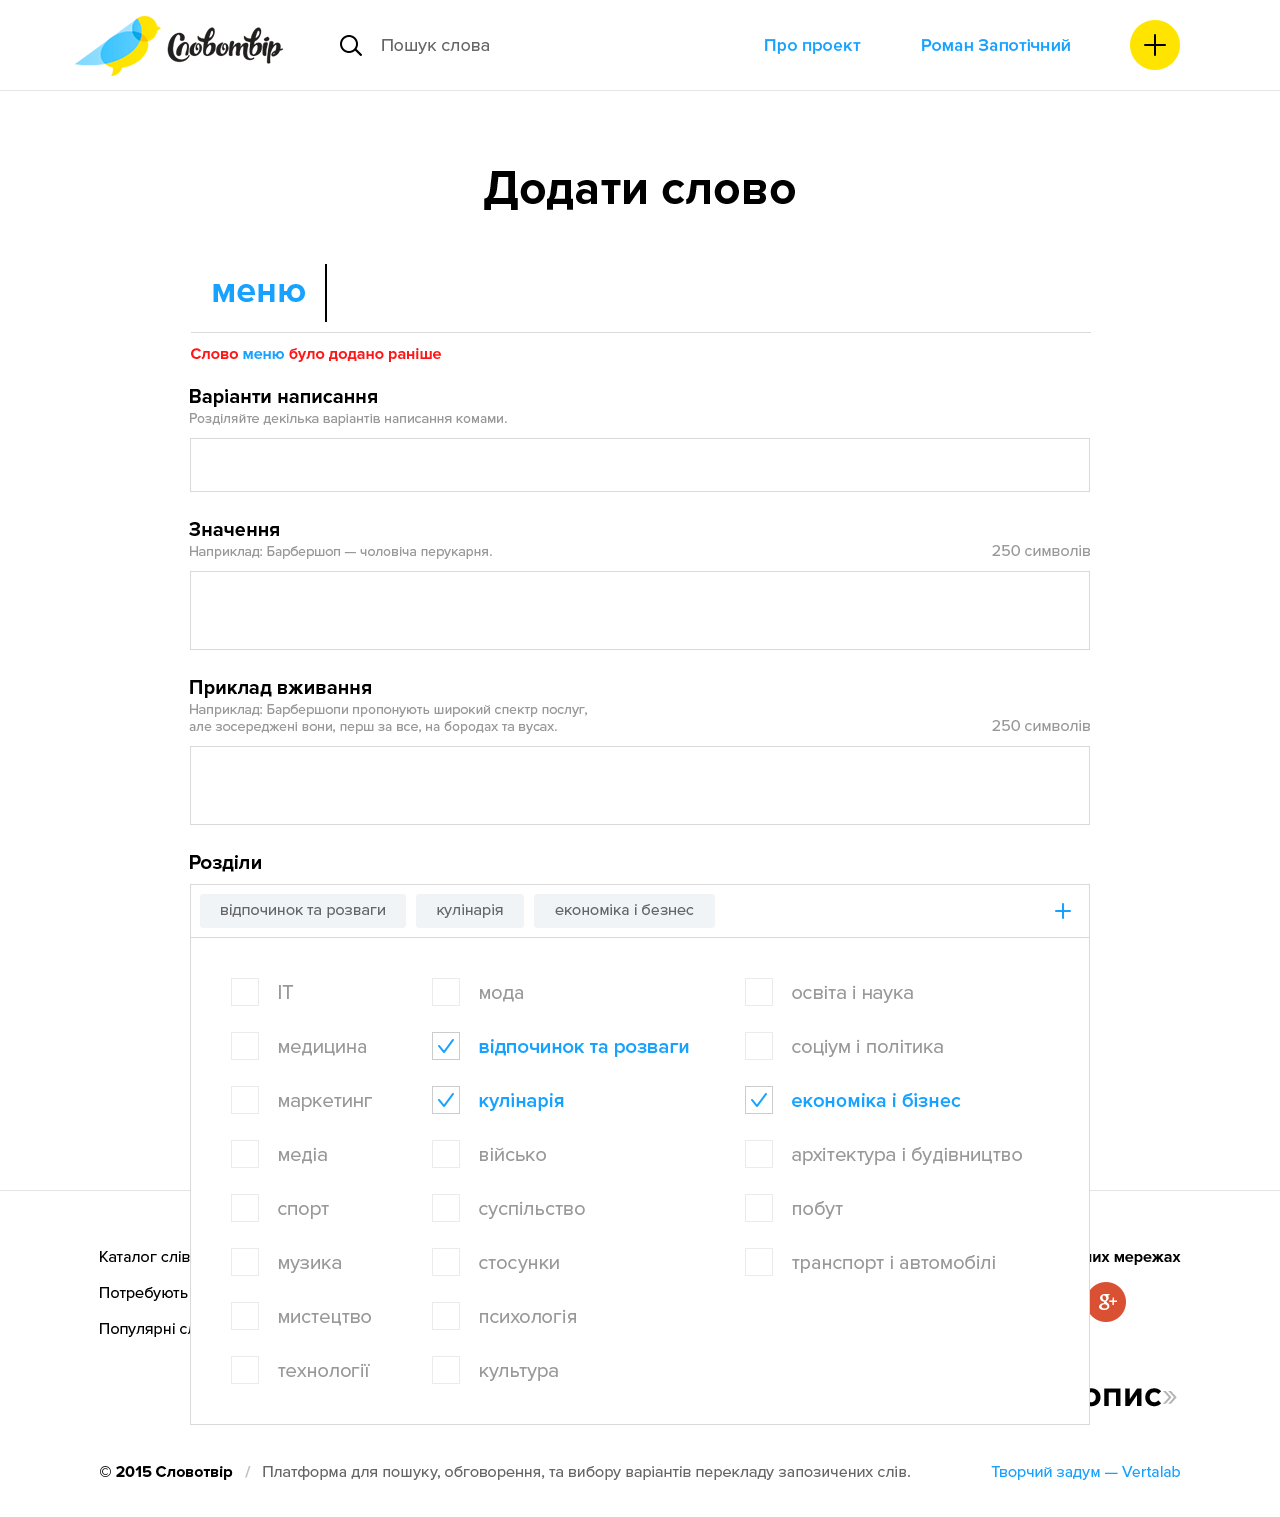 Словотвір
Пошук слова
Про проект
Роман Запотічний
Додати слово
меню
Слово меню було додано раніше
Варіанти написання
Розділяйте декілька варіантів написання комами.
Значення
Наприклад: Барбершоп — чоловіча перукарня.
250 символів
Приклад вживання
Наприклад: Барбершопи пропонують широкий спектр послуг,
але зосереджені вони, перш за все, на бородах та вусах.
250 символів
Розділи
відпочинок та розваги
кулінарія
економіка і безнес
IT
мода
освіта і наука
медицина
відпочинок та розваги
соціум і політика
маркетинг
кулінарія
економіка і бізнес
медіа
військо
архітектура і будівництво
спорт
суспільство
побут
музика
стосунки
транспорт і автомобілі
мистецтво
психологія
технології
культура
Каталог слів
мережах
Потребують
g+
Популярні
опис»
© 2015 Словотвір / Платформа для пошуку, обговорення, та вибору варіантів перекладу запозичених слів.
Творчий задум — Vertalab